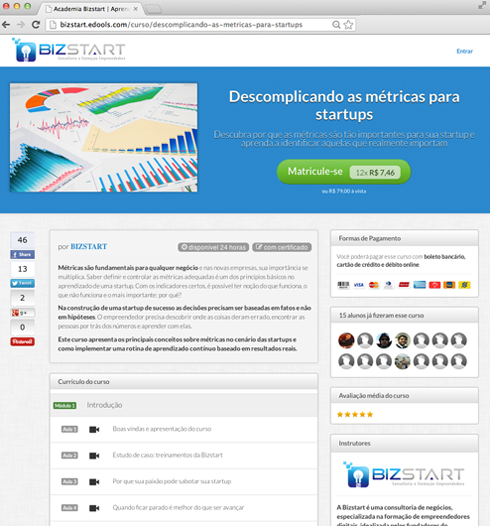 Academia Bizstart | Apren
bizstart.edools.com/curso/descomplicando-as-metricas-para-startups
BIZSTART
Consultoria e Formação Empreendedora
Entrar
Descomplicando as métricas para
startups
Descubra por que as métricas são tão importantes para sua startup e
aprenda a identificar aquelas que realmente importam
Matricule-se 12x R$ 7,46
ou R$ 79,00 à vista
46
Share
13
Tweet
2
+1
0
Pinterest
por BIZSTART
disponível 24 horas
com certificado
Métricas são fundamentais para qualquer negócio e nas novas empresas, sua importância se
multiplica. Saber definir e controlar as métricas adequadas é um dos princípios básicos no
aprendizado de uma startup. Com os indicadores certos, é possível ter noção do que funciona, o
que não funciona e o mais importante: por quê?
Na construção de uma startup de sucesso as decisões precisam ser baseadas em fatos e não
em hipóteses. O empreendedor precisa descobrir onde as coisas deram errado, encontrar as
pessoas por trás dos números e aprender com elas.
Este curso apresenta os principais conceitos sobre métricas no cenário das startups e
como implementar uma rotina de aprendizado contínuo baseado em resultados reais.
Currículo do curso
Módulo 1 Introdução
Aula 1 Boas vindas e apresentação do curso
Aula 2 Estudo de caso: treinamentos da Bizstart
Aula 3 Por que sua paixão pode sabotar sua startup
Aula 4 Quando ficar parado é melhor do que ser avançar
Formas de Pagamento
Você poderá pagar esse curso com boleto bancário,
cartão de crédito e débito online.
VISA
15 alunos já fizeram esse curso
Avaliação média do curso
Instrutores
BIZSTART
Consultoria e Formação Empreendedora
A Bizstart é uma consultoria de negócios,
especializada na formação de empreendedores
digitais, idealizada pelos fundadores do